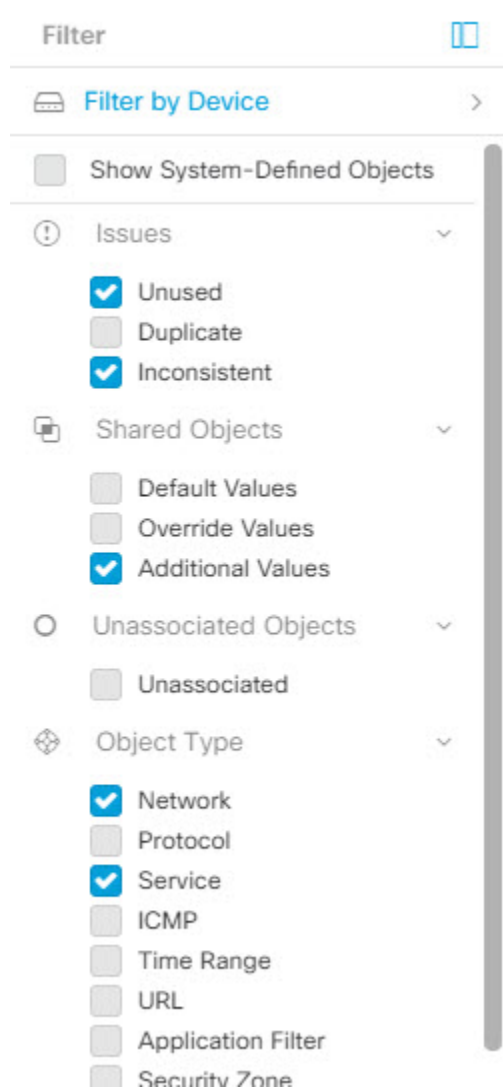 Filter
Filter by Device
Show System-Defined Objects
Issues
Unused
Duplicate
Inconsistent
Shared Objects
Default Values
Override Values
Additional Values
Unassociated Objects
Unassociated
Object Type
Network
Protocol
Service
ICMP
Time Range
URL
Application Filter
Security Zone